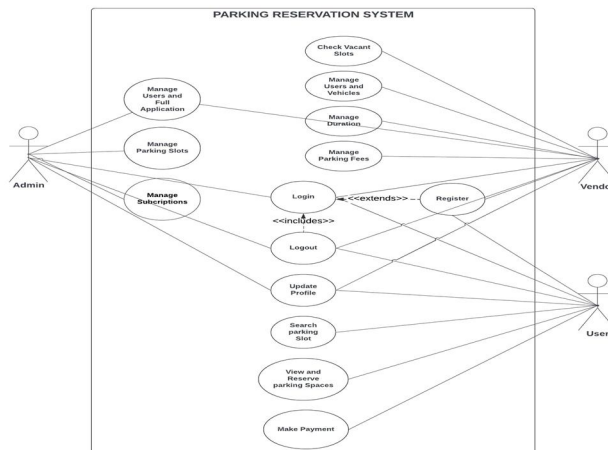 PARKING RESERVATION SYSTEM
Check Vacant
Slots
Manage
Users and
Full
Application
Manage
Users and
Vehicles
Manage
Duration
Manage
Parking Slots
Manage
Parking Fees
Admin
Vendo
Manage
Subcriptions
Login
<<extends>>
Register
<<includes>>
Logout
Update
Profile
Search
parking
Slot
User
View and
Reserve
parking Spaces
Make Payment